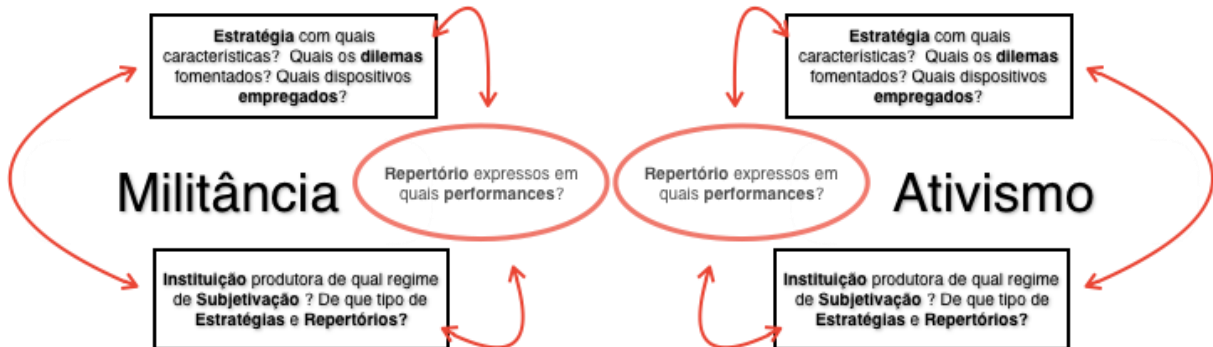 Estratégia com quais
características? Quais os dilemas
fomentados? Quais dispositivos
empregados?
Repertório expressos em
quais performances?
Militância
Instituição produtora de qual regime
de Subjetivação ? De que tipo de
Estratégias e Repertórios?
Estratégia com quais
características? Quais os dilemas
fomentados? Quais dispositivos
empregados?
Repertório expressos em
quais performances?
Ativismo
Instituição produtora de qual regime
de Subjetivação ? De que tipo de
Estratégias e Repertórios?